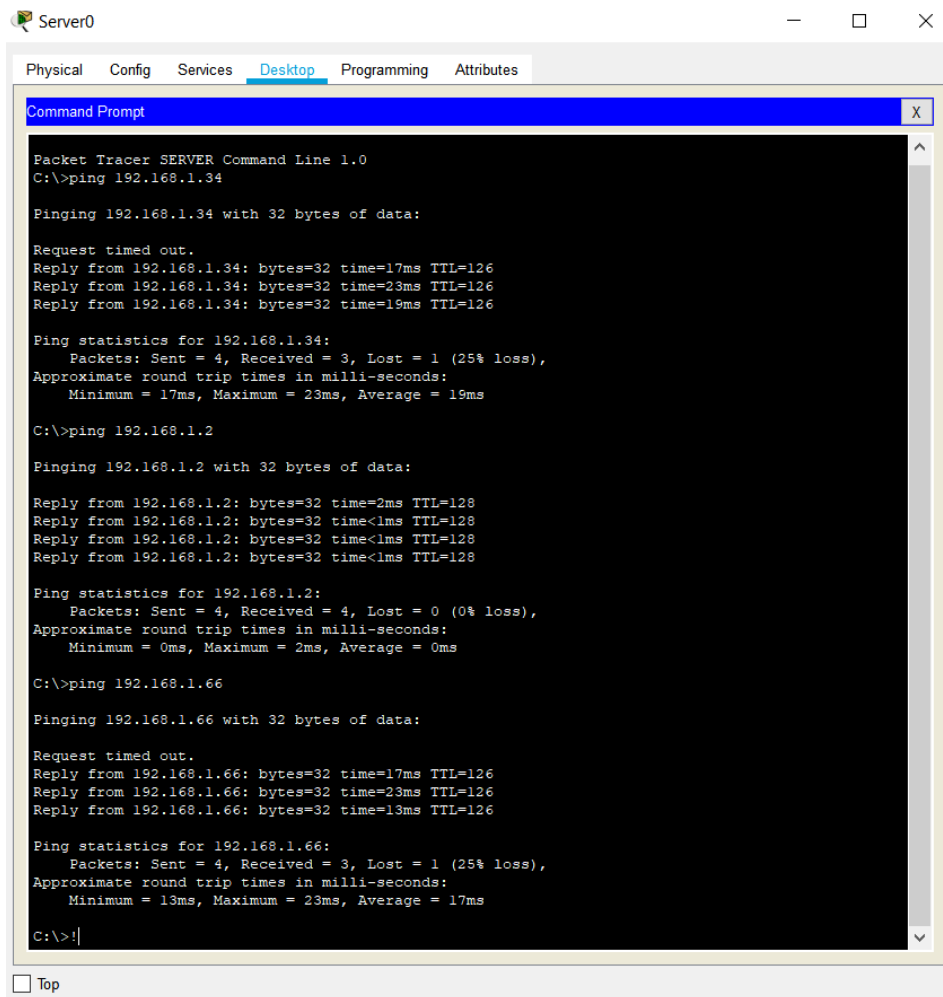 Server0
Physical Config Services Desktop Programming Attributes
Command Prompt
X
Packet Tracer SERVER Command Line 1.0
C:\>ping 192.168.1.34
Pinging 192.168.1.34 with 32 bytes of data:
Request timed out.
Reply from 192.168.1.34: bytes=32 time=17ms TTL=126
Reply from 192.168.1.34: bytes=32 time=23ms TTL=126
Reply from 192.168.1.34: bytes=32 time=19ms TTL=126
Ping statistics for 192.168.1.34:
Packets: Sent = 4, Received = 3, Lost = 1 (25% loss),
Approximate round trip times in milli-seconds:
Minimum = 17ms, Maximum = 23ms, Average = 19ms
C:\>ping 192.168.1.2
Pinging 192.168.1.2 with 32 bytes of data:
Reply from 192.168.1.2: bytes=32 time=2ms TTL=128
Reply from 192.168.1.2: bytes=32 time<1ms TTL=128
Reply from 192.168.1.2: bytes=32 time<1ms TTL=128
Reply from 192.168.1.2: bytes=32 time<1ms TTL=128
Ping statistics for 192.168.1.2:
Packets: Sent = 4, Received = 4, Lost = 0 (0% loss),
Approximate round trip times in milli-seconds:
Minimum = 0ms, Maximum = 2ms, Average = 0ms
C:\>ping 192.168.1.66
Pinging 192.168.1.66 with 32 bytes of data:
Request timed out.
Reply from 192.168.1.66: bytes=32 time=17ms TTL=126
Reply from 192.168.1.66: bytes=32 time=23ms TTL=126
Reply from 192.168.1.66: bytes=32 time=13ms TTL=126
Ping statistics for 192.168.1.66:
Packets: Sent = 4, Received = 3, Lost = 1 (25% loss),
Approximate round trip times in milli-seconds:
Minimum = 13ms, Maximum = 23ms, Average = 17ms
C:\>!
Top